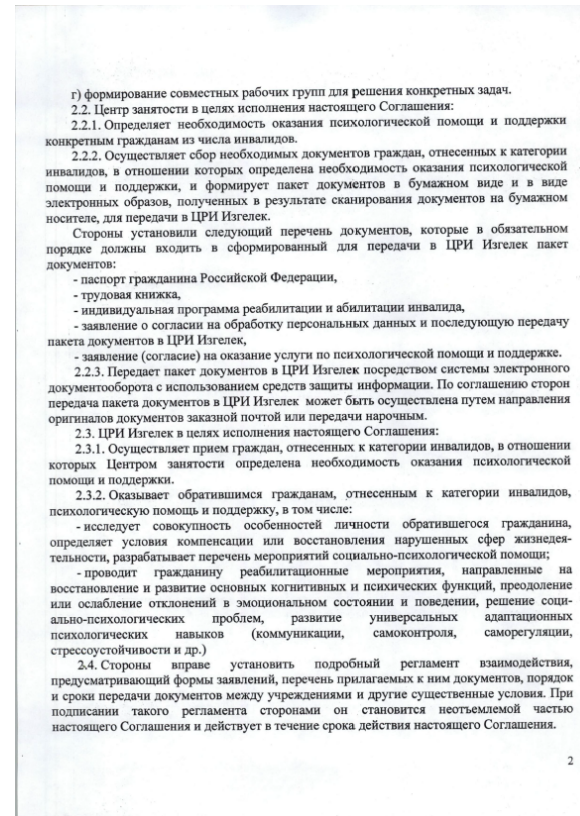 г) формирование совместных рабочих групп для решения конкретных задач.
2.2. Центр занятости в целях исполнения настоящего Соглашения:
2.2.1. Определяет необходимость оказания психологической помощи и поддержки
конкретным гражданам из числа инвалидов.
2.2.2. Осуществляет сбор необходимых документов граждан, отнесенных к категории
инвалидов, в отношении которых определена необходимость оказания психологической
помощи и поддержки, и формирует пакет документов в бумажном виде и в виде
электронных образов, полученных в результате сканирования документов на бумажном
носителе, для передачи в ЦРИ Изгелек.
Стороны установили следующий перечень документов, которые в обязательном
порядке должны входить в сформированный для передачи в ЦРИ Изгелек пакет
документов:
- паспорт гражданина Российской Федерации,
- трудовая книжка,
- индивидуальная программа реабилитации и абилитации инвалида,
- заявление о согласии на обработку персональных данных и последующую передачу
пакета документов в ЦРИ Изгелек,
- заявление (согласие) на оказание услуги по психологической помощи и поддержке.
2.2.3. Передает пакет документов в ЦРИ Изгелек посредством системы электронного
документооборота с использованием средств защиты информации. По соглашению сторон
передача пакета документов в ЦРИ Изгелек может быть осуществлена путем направления
оригиналов документов заказной почтой или передачи нарочным.
2.3. ЦРИ Изгелек в целях исполнения настоящего Соглашения:
2.3.1. Осуществляет прием граждан, отнесенных к категории инвалидов, в отношении
которых Центром занятости определена необходимость оказания психологической
помощи и поддержки.
2.3.2. Оказывает обратившимся гражданам, отнесенным к категории инвалидов,
психологическую помощь и поддержку, в том числе:
- исследует совокупность особенностей личности обратившегося гражданина,
определяет условия компенсации или восстановления нарушенных сфер жизнедея-
тельности, разрабатывает перечень мероприятий социально-психологической помощи;
- проводит гражданину реабилитационные мероприятия, направленные на
восстановление и развитие основных когнитивных и психических функций, преодоление
или ослабление отклонений в эмоциональном состоянии и поведении, решение соци-
ально-психологических проблем, развитие универсальных адаптационных
психологических навыков (коммуникации, самоконтроля, саморегуляции,
стрессоустойчивости и др.)
2.4. Стороны вправе установить подробный регламент взаимодействия,
предусматривающий формы заявлений, перечень прилагаемых к ним документов, порядок
и сроки передачи документов между учреждениями и другие существенные условия. При
подписании такого регламента сторонами он становится неотъемлемой частью
настоящего Соглашения и действует в течение срока действия настоящего Соглашения.
2